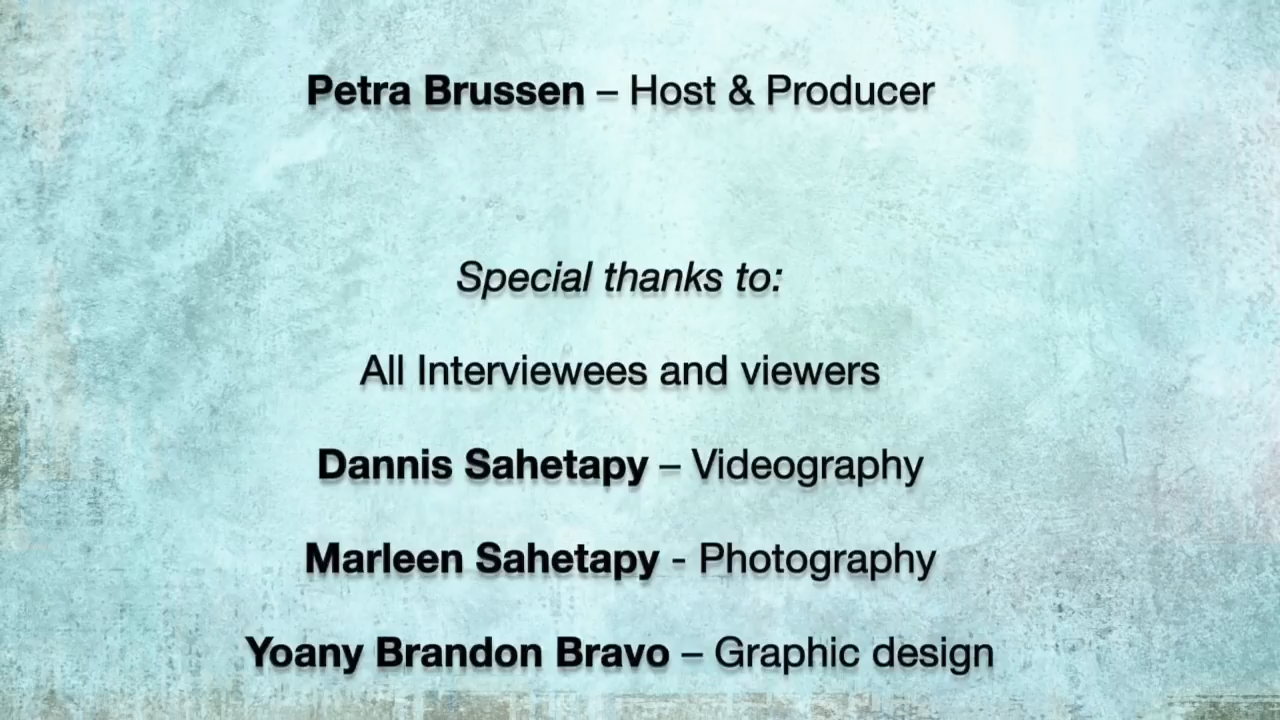 Petra Brussen – Host & Producer
Special thanks to:
All Interviewees and viewers
Dannis Sahetapy – Videography
Marleen Sahetapy - Photography
Yoany Brandon Bravo – Graphic design